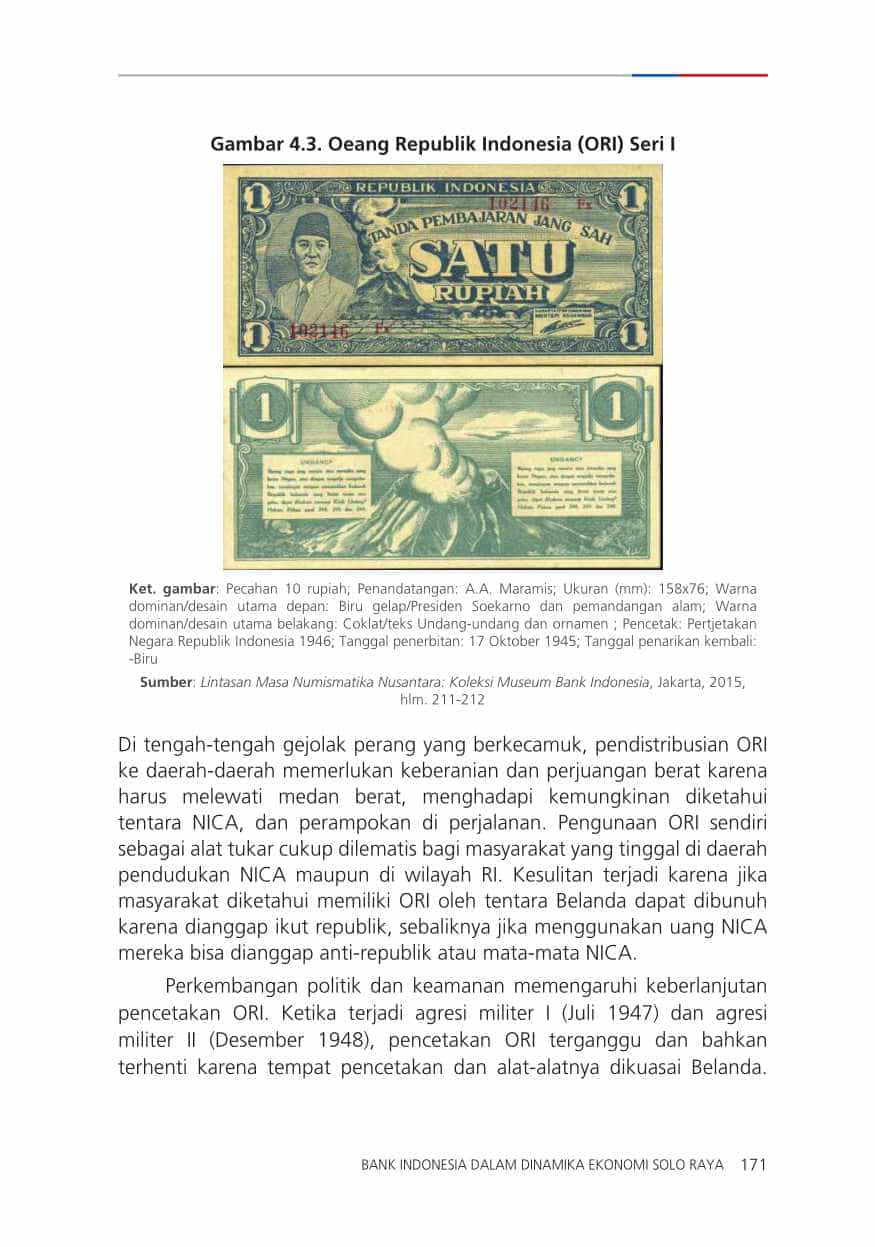 Gambar 4.3. Oeang Republik Indonesia (ORI) Seri I
1 REPUBLIK INDONESIA 1
102146 Fx
TANDA PEMBAJARAN JANG SAH
SATU
RUPIAH
MENTERI KEUANGAN
102146 Fx
1 1
1 1
UNDANG²
UNDANG²
Ket. gambar: Pecahan 10 rupiah; Penandatangan: A.A. Maramis; Ukuran (mm): 158x76; Warna
dominan/desain utama depan: Biru gelap/Presiden Soekarno dan pemandangan alam; Warna
dominan/desain utama belakang: Coklat/teks Undang-undang dan ornamen ; Pencetak: Pertjetakan
Negara Republik Indonesia 1946; Tanggal penerbitan: 17 Oktober 1945; Tanggal penarikan kembali:
-Biru
Sumber: Lintasan Masa Numismatika Nusantara: Koleksi Museum Bank Indonesia, Jakarta, 2015,
hlm. 211-212
Di tengah-tengah gejolak perang yang berkecamuk, pendistribusian ORI
ke daerah-daerah memerlukan keberanian dan perjuangan berat karena
harus melewati medan berat, menghadapi kemungkinan diketahui
tentara NICA, dan perampokan di perjalanan. Pengunaan ORI sendiri
sebagai alat tukar cukup dilematis bagi masyarakat yang tinggal di daerah
pendudukan NICA maupun di wilayah RI. Kesulitan terjadi karena jika
masyarakat diketahui memiliki ORI oleh tentara Belanda dapat dibunuh
karena dianggap ikut republik, sebaliknya jika menggunakan uang NICA
mereka bisa dianggap anti-republik atau mata-mata NICA.
Perkembangan politik dan keamanan memengaruhi keberlanjutan
pencetakan ORI. Ketika terjadi agresi militer I (Juli 1947) dan agresi
militer II (Desember 1948), pencetakan ORI terganggu dan bahkan
terhenti karena tempat pencetakan dan alat-alatnya dikuasai Belanda.
BANK INDONESIA DALAM DINAMIKA EKONOMI SOLO RAYA 171